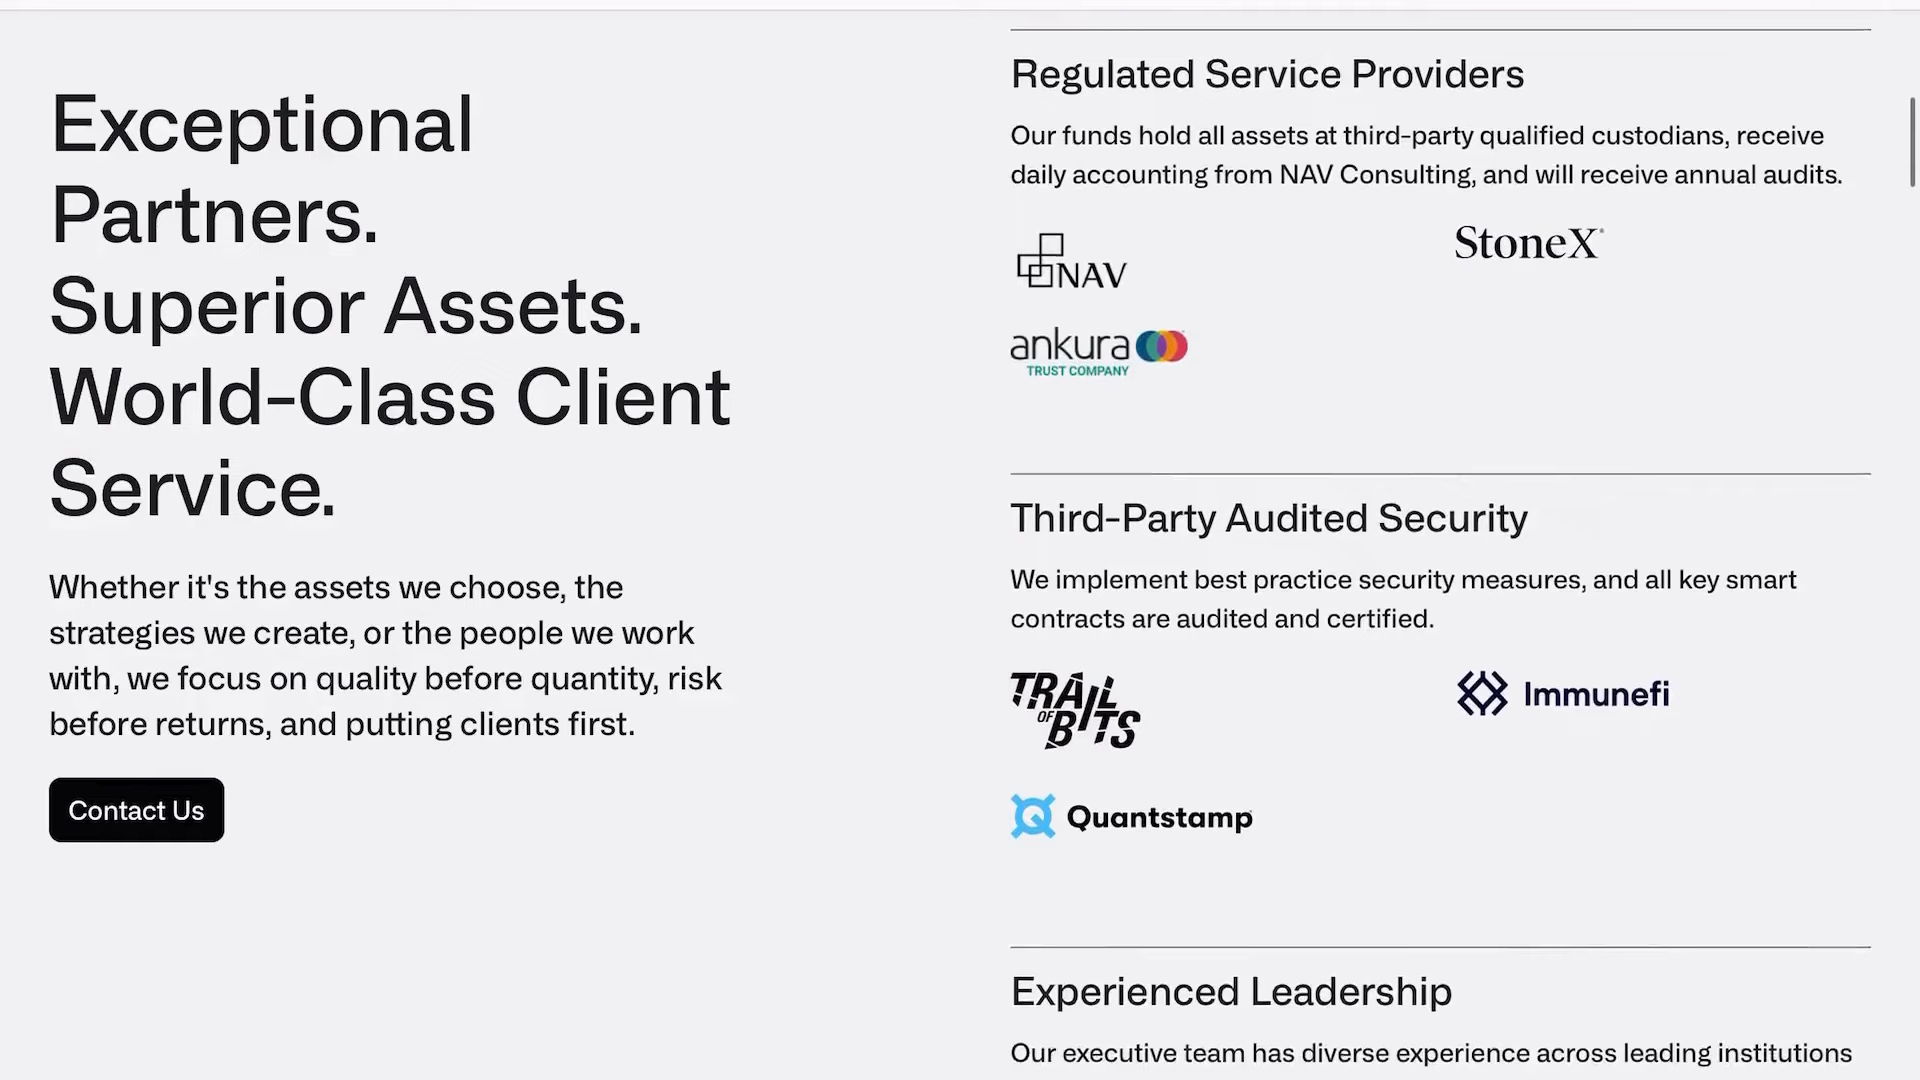 Exceptional
Partners.
Superior Assets.
World-Class Client
Service.
Whether it's the assets we choose, the
strategies we create, or the people we work
with, we focus on quality before quantity, risk
before returns, and putting clients first.
Contact Us
Regulated Service Providers
Our funds hold all assets at third-party qualified custodians, receive
daily accounting from NAV Consulting, and will receive annual audits.
NAV
StoneX
ankura
TRUST COMPANY
Third-Party Audited Security
We implement best practice security measures, and all key smart
contracts are audited and certified.
TRAIL
OF BITS
Immunefi
Quantstamp
Experienced Leadership
Our executive team has diverse experience across leading institutions